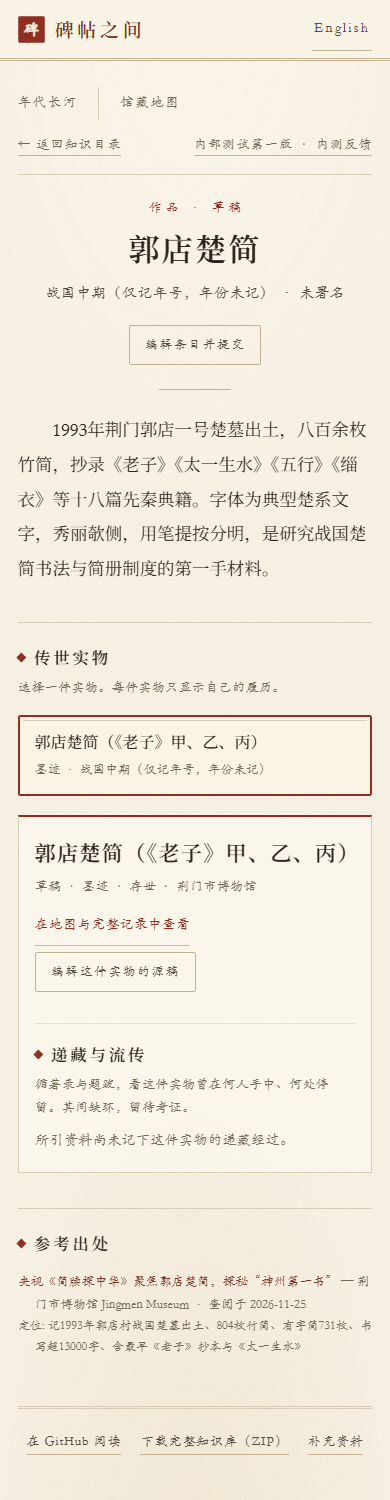 碑 碑帖之间 English
年代长河 馆藏地图
← 返回知识目录 内部测试第一版 · 内测反馈
作品 · 草稿
郭店楚简
战国中期（仅记年号，年份未记） · 未署名
编辑条目并提交
1993年荆门郭店一号楚墓出土，八百余枚
竹简，抄录《老子》《太一生水》《五行》《缁
衣》等十八篇先秦典籍。字体为典型楚系文
字，秀丽欹侧，用笔提按分明，是研究战国楚
简书法与简册制度的第一手材料。
传世实物
选择一件实物。每件实物只显示自己的履历。
郭店楚简（《老子》甲、乙、丙）
墨迹 · 战国中期（仅记年号，年份未记）
郭店楚简（《老子》甲、乙、丙）
草稿 · 墨迹 · 存世 · 荆门市博物馆
在地图与完整记录中查看
编辑这件实物的源稿
递藏与流传
循著录与题跋，看这件实物曾在何人手中、何处停
留。其间缺环，留待考证。
所引资料尚未记下这件实物的递藏经过。
参考出处
央视《简牍探中华》聚焦郭店楚简，探秘“神州第一书” — 荆
门市博物馆 Jingmen Museum · 查阅于 2026-11-25
定位: 记1993年郭店村战国楚墓出土、804枚竹简、有字简731枚、书
写超13000字、含最早《老子》抄本与《太一生水》
在 GitHub 阅读 下载完整知识库（ZIP） 补充资料